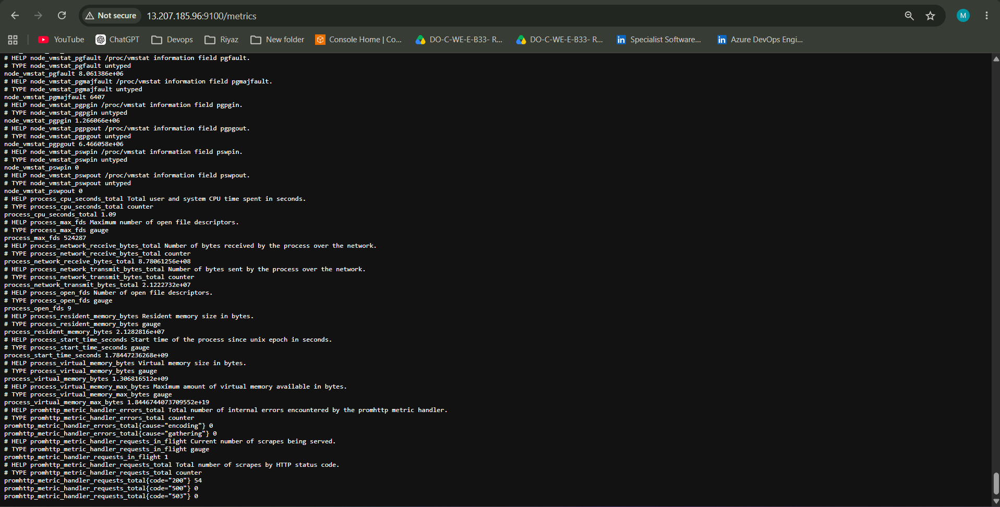 Not secure
13.207.185.96:9100/metrics
M
YouTube
ChatGPT
Devops
Riyaz
New folder
Console Home | Co...
DO-C-WE-E-B33- R...
DO-C-WE-E-B33- R...
Specialist Software...
Azure DevOps Engi...
# HELP node_vmstat_pgfault /proc/vmstat information field pgfault.
# TYPE node_vmstat_pgfault untyped
node_vmstat_pgfault 8.061386e+06
# HELP node_vmstat_pgmajfault /proc/vmstat information field pgmajfault.
# TYPE node_vmstat_pgmajfault untyped
node_vmstat_pgmajfault 6407
# HELP node_vmstat_pgpgin /proc/vmstat information field pgpgin.
# TYPE node_vmstat_pgpgin untyped
node_vmstat_pgpgin 1.266066e+06
# HELP node_vmstat_pgpgout /proc/vmstat information field pgpgout.
# TYPE node_vmstat_pgpgout untyped
node_vmstat_pgpgout 6.466058e+06
# HELP node_vmstat_pswpin /proc/vmstat information field pswpin.
# TYPE node_vmstat_pswpin untyped
node_vmstat_pswpin 0
# HELP node_vmstat_pswpout /proc/vmstat information field pswpout.
# TYPE node_vmstat_pswpout untyped
node_vmstat_pswpout 0
# HELP process_cpu_seconds_total Total user and system CPU time spent in seconds.
# TYPE process_cpu_seconds_total counter
process_cpu_seconds_total 1.09
# HELP process_max_fds Maximum number of open file descriptors.
# TYPE process_max_fds gauge
process_max_fds 524287
# HELP process_network_receive_bytes_total Number of bytes received by the process over the network.
# TYPE process_network_receive_bytes_total counter
process_network_receive_bytes_total 8.78061256e+08
# HELP process_network_transmit_bytes_total Number of bytes sent by the process over the network.
# TYPE process_network_transmit_bytes_total counter
process_network_transmit_bytes_total 2.1222732e+07
# HELP process_open_fds Number of open file descriptors.
# TYPE process_open_fds gauge
process_open_fds 9
# HELP process_resident_memory_bytes Resident memory size in bytes.
# TYPE process_resident_memory_bytes gauge
process_resident_memory_bytes 2.1282816e+07
# HELP process_start_time_seconds Start time of the process since unix epoch in seconds.
# TYPE process_start_time_seconds gauge
process_start_time_seconds 1.78447236268e+09
# HELP process_virtual_memory_bytes Virtual memory size in bytes.
# TYPE process_virtual_memory_bytes gauge
process_virtual_memory_bytes 1.306816512e+09
# HELP process_virtual_memory_max_bytes Maximum amount of virtual memory available in bytes.
# TYPE process_virtual_memory_max_bytes gauge
process_virtual_memory_max_bytes 1.8446744073709552e+19
# HELP promhttp_metric_handler_errors_total Total number of internal errors encountered by the promhttp metric handler.
# TYPE promhttp_metric_handler_errors_total counter
promhttp_metric_handler_errors_total{cause="encoding"} 0
promhttp_metric_handler_errors_total{cause="gathering"} 0
# HELP promhttp_metric_handler_requests_in_flight Current number of scrapes being served.
# TYPE promhttp_metric_handler_requests_in_flight gauge
promhttp_metric_handler_requests_in_flight 1
# HELP promhttp_metric_handler_requests_total Total number of scrapes by HTTP status code.
# TYPE promhttp_metric_handler_requests_total counter
promhttp_metric_handler_requests_total{code="200"} 54
promhttp_metric_handler_requests_total{code="500"} 0
promhttp_metric_handler_requests_total{code="503"} 0